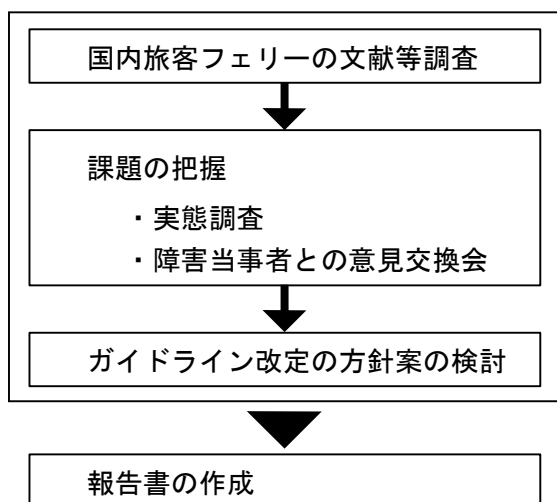 国内旅客フェリーの文献等調査
課題の把握
・実態調査
・障害当事者との意見交換会
ガイドライン改定の方針案の検討
報告書の作成